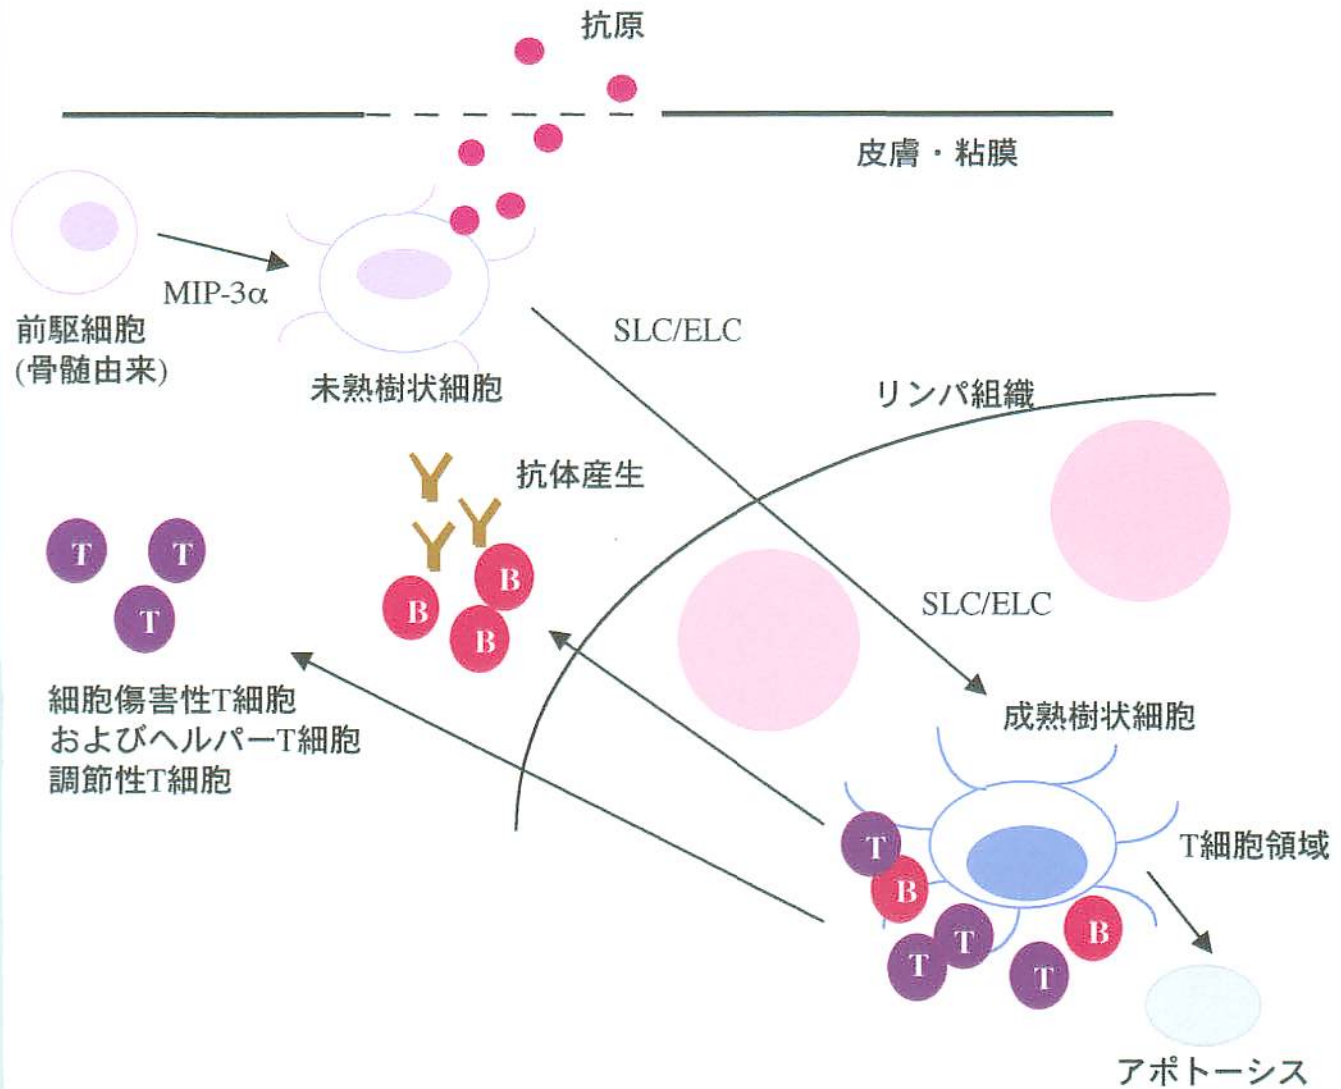 抗原
皮膚・粘膜
MIP-3α
前駆細胞
(骨髄由来)
未熟樹状細胞
SLC/ELC
リンパ組織
抗体産生
T
T
T
B
B
B
SLC/ELC
細胞傷害性T細胞
およびヘルパーT細胞
調節性T細胞
成熟樹状細胞
T
B
T
T
T
B
T細胞領域
アポトーシス